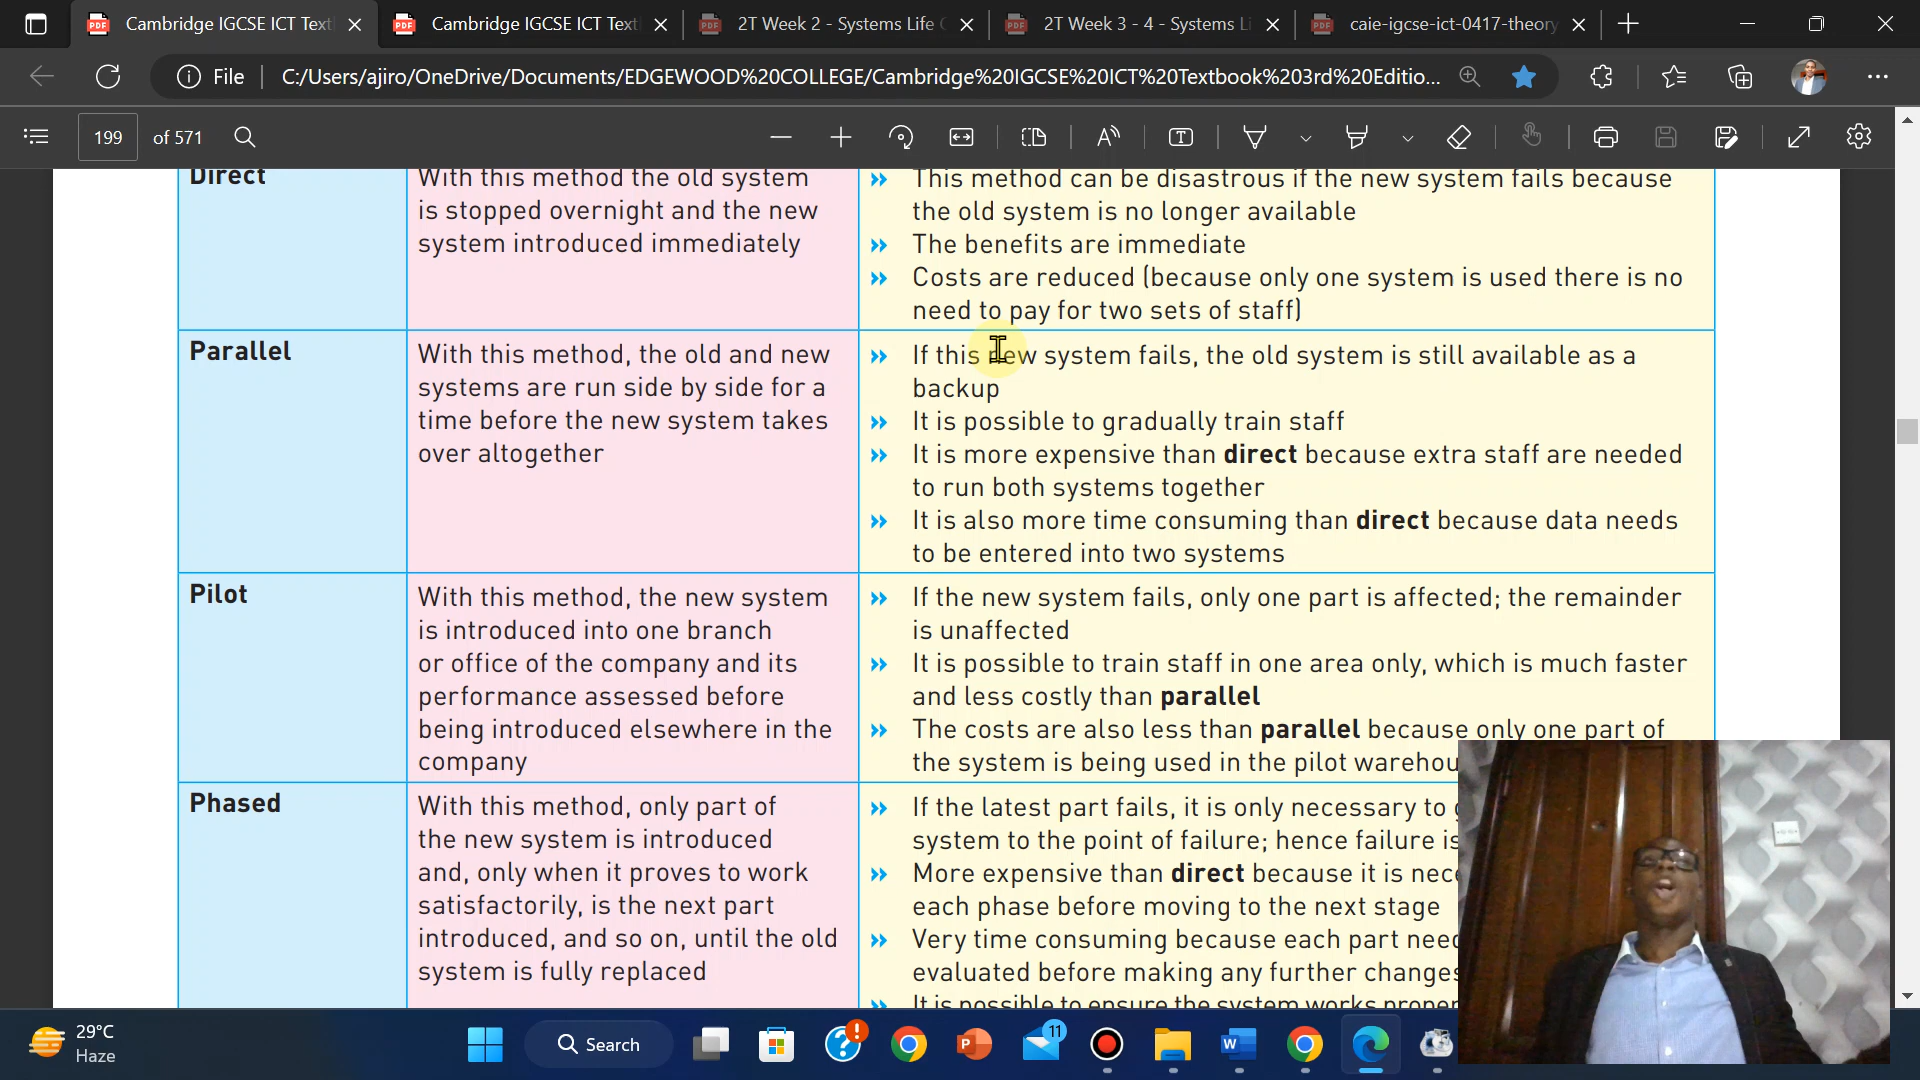 Cambridge IGCSE ICT Text
Cambridge IGCSE ICT Text
2T Week 2 - Systems Life
2T Week 3 - 4 - Systems Li
caie-igcse-ict-0417-theory
File
C:/Users/ajiro/OneDrive/Documents/EDGEWOOD%20COLLEGE/Cambridge%20IGCSE%20ICT%20Textbook%203rd%20Editio...
199 of 571
Direct
With this method the old system
is stopped overnight and the new
system introduced immediately
» This method can be disastrous if the new system fails because
the old system is no longer available
» The benefits are immediate
» Costs are reduced (because only one system is used there is no
need to pay for two sets of staff)
Parallel
With this method, the old and new
systems are run side by side for a
time before the new system takes
over altogether
» If this new system fails, the old system is still available as a
backup
» It is possible to gradually train staff
» It is more expensive than direct because extra staff are needed
to run both systems together
» It is also more time consuming than direct because data needs
to be entered into two systems
Pilot
With this method, the new system
is introduced into one branch
or office of the company and its
performance assessed before
being introduced elsewhere in the
company
» If the new system fails, only one part is affected; the remainder
is unaffected
» It is possible to train staff in one area only, which is much faster
and less costly than parallel
» The costs are also less than parallel because only one part of
the system is being used in the pilot warehou
Phased
With this method, only part of
the new system is introduced
and, only when it proves to work
satisfactorily, is the next part
introduced, and so on, until the old
system is fully replaced
» If the latest part fails, it is only necessary to g
system to the point of failure; hence failure is
» More expensive than direct because it is nece
each phase before moving to the next stage
» Very time consuming because each part need
evaluated before making any further changes
» It is possible to ensure the system works proper
29°C
Haze
Search
11